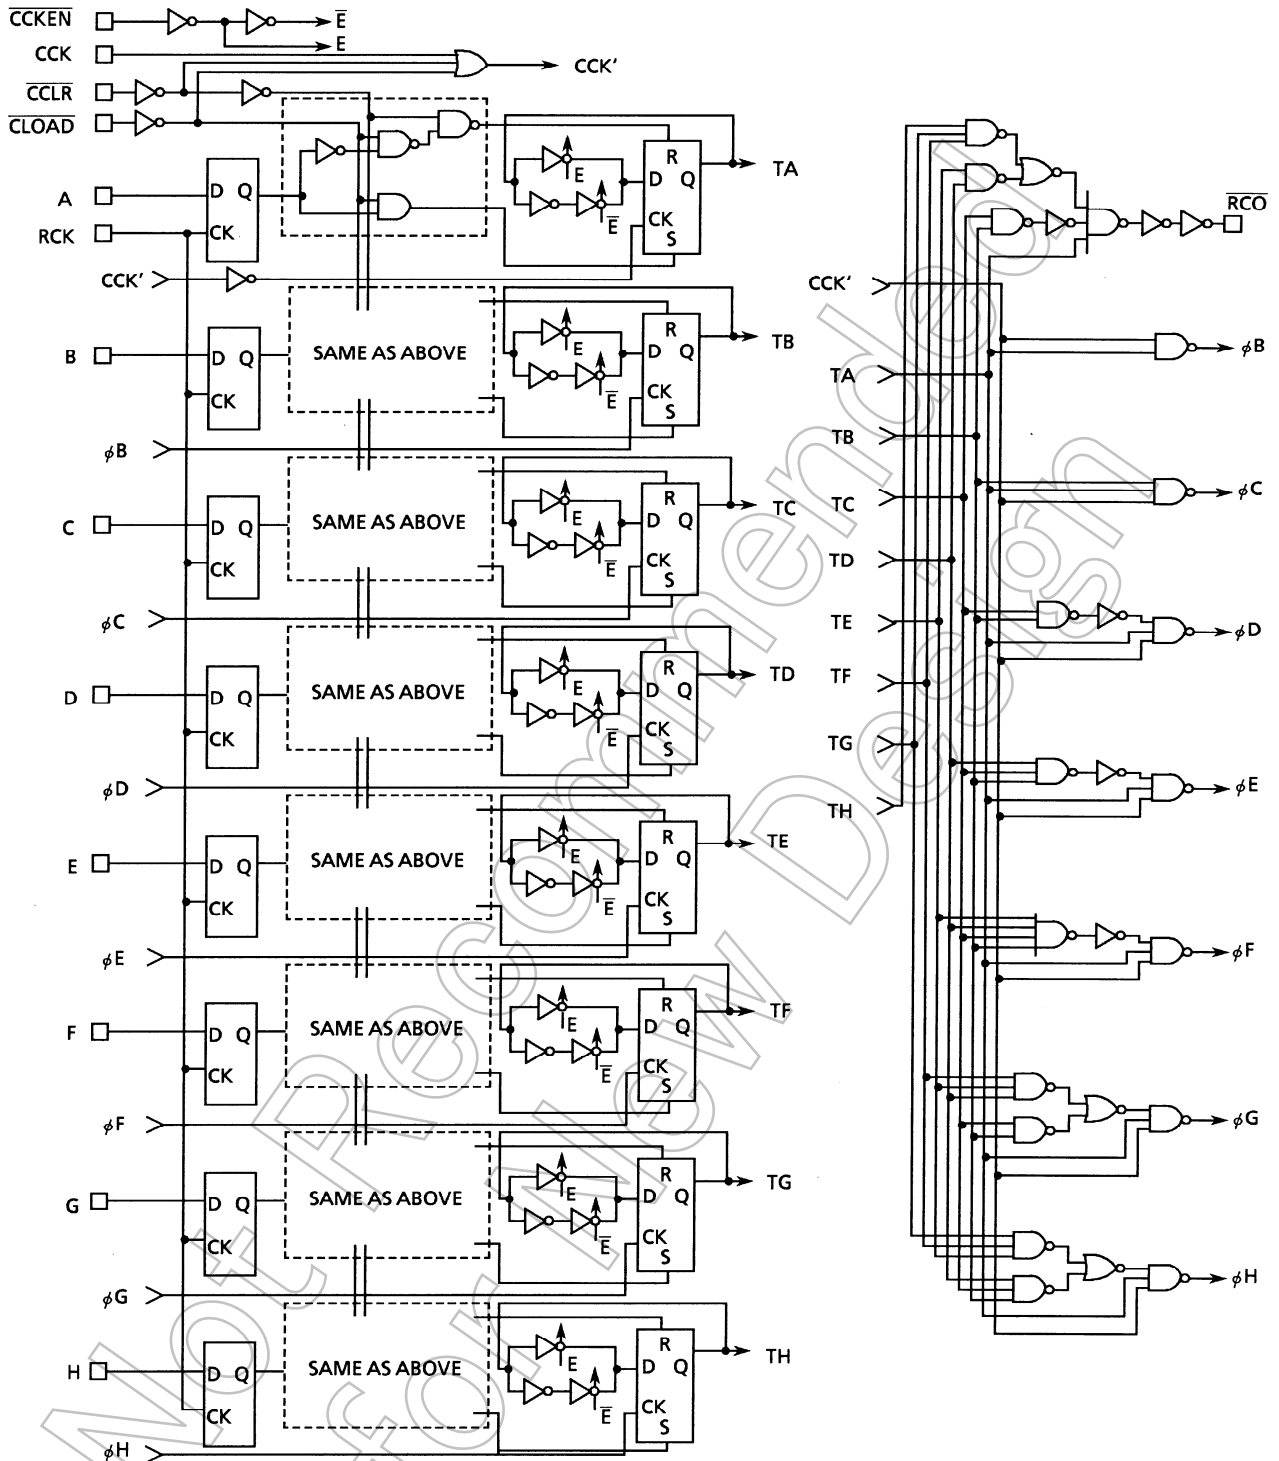 CCKEN
E
E
CCK
CCK'
CCLR
CLOAD
R
D Q
CK
S
E
E
TA
A
D Q
CK
RCK
CCK'
B
D Q
CK
SAME AS ABOVE
E
E
R
D Q
CK
S
TB
φB
C
D Q
CK
SAME AS ABOVE
E
E
R
D Q
CK
S
TC
φC
D
D Q
CK
SAME AS ABOVE
E
E
R
D Q
CK
S
TD
φD
E
D Q
CK
SAME AS ABOVE
E
E
R
D Q
CK
S
TE
φE
F
D Q
CK
SAME AS ABOVE
E
E
R
D Q
CK
S
TF
φF
G
D Q
CK
SAME AS ABOVE
E
E
R
D Q
CK
S
TG
φG
H
D Q
CK
SAME AS ABOVE
E
E
R
D Q
CK
S
TH
φH
RCO
CCK'
TA
TB
TC
TD
TE
TF
TG
TH
φB
φC
φD
φE
φF
φG
φH
Not Recommended
for New Design